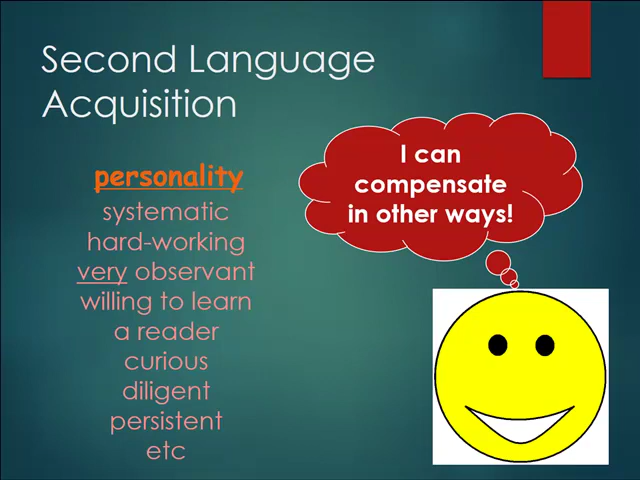 Second Language
Acquisition
personality
systematic
hard-working
very observant
willing to learn
a reader
curious
diligent
persistent
etc
I can
compensate
in other ways!